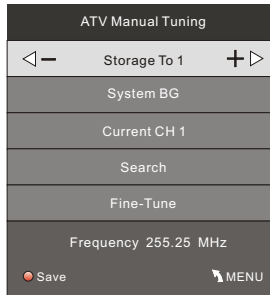 ATV Manual Tuning
Storage To 1
System BG
Current CH 1
Search
Fine-Tune
Frequency 255.25 MHz
Save MENU